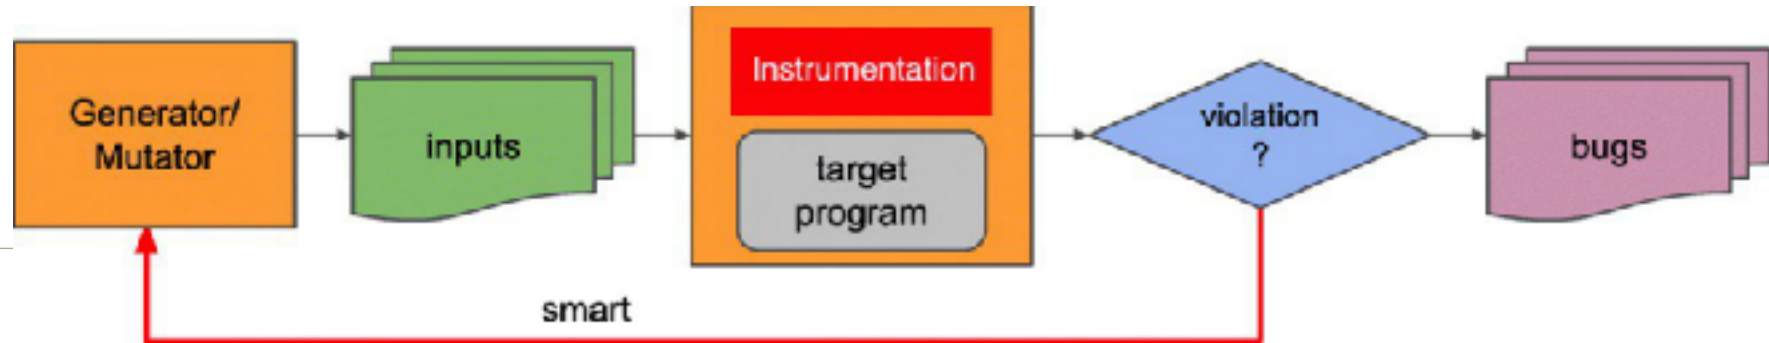 Generator/
Mutator
inputs
Instrumentation
target
program
violation
?
bugs
smart